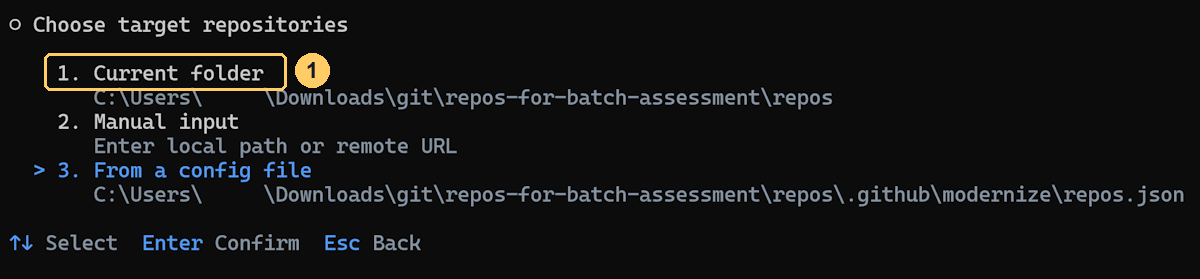 ○ Choose target repositories
1. Current folder 1
C:\Users\ \Downloads\git\repos-for-batch-assessment\repos
2. Manual input
Enter local path or remote URL
> 3. From a config file
C:\Users\ \Downloads\git\repos-for-batch-assessment\repos\.github\modernize\repos.json
↑↓ Select Enter Confirm Esc Back